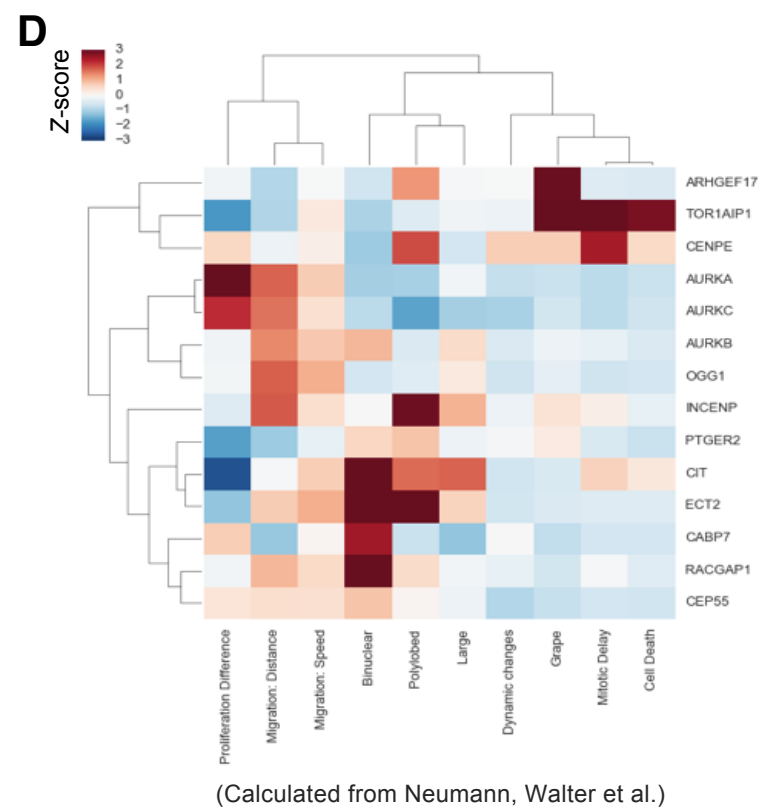 D
Z-score
3
2
1
0
−1
−2
−3
ARHGEF17
TOR1AIP1
CENPE
AURKA
AURKC
AURKB
OGG1
INCENP
PTGER2
CIT
ECT2
CABP7
RACGAP1
CEP55
Proliferation Difference
Migration: Distance
Migration: Speed
Binuclear
Polylobed
Large
Dynamic changes
Grape
Mitotic Delay
Cell Death
(Calculated from Neumann, Walter et al.)